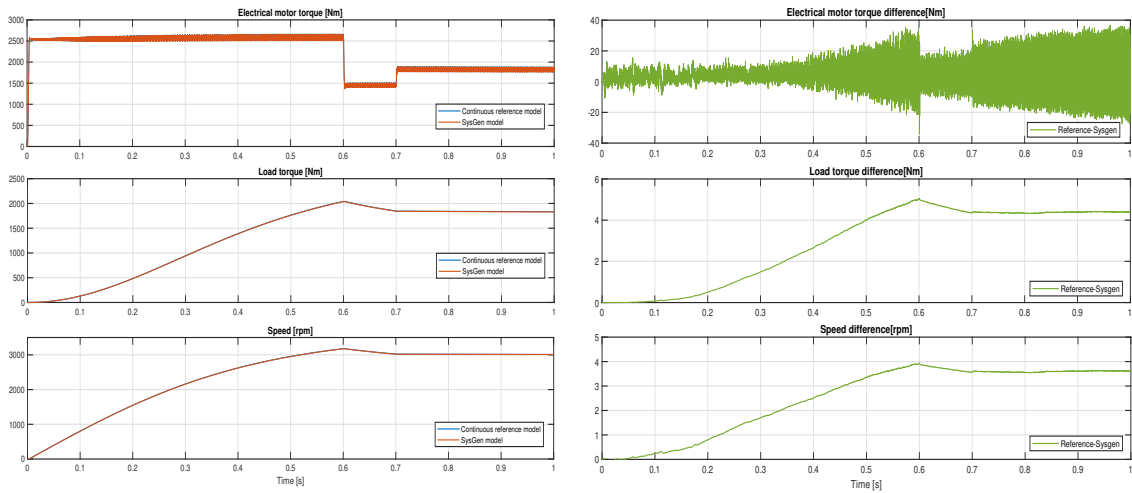 Electrical motor torque [Nm]
3000
2500
2000
1500
1000
500
0
Continuous reference model
SysGen model
0 0.1 0.2 0.3 0.4 0.5 0.6 0.7 0.8 0.9 1
Load torque [Nm]
2500
2000
1500
1000
500
0
Continuous reference model
SysGen model
0 0.1 0.2 0.3 0.4 0.5 0.6 0.7 0.8 0.9 1
Speed [rpm]
3000
2000
1000
0
Continuous reference model
SysGen model
0 0.1 0.2 0.3 0.4 0.5 0.6 0.7 0.8 0.9 1
Time [s]
Electrical motor torque difference[Nm]
40
20
0
-20
-40
Reference-Sysgen
0 0.1 0.2 0.3 0.4 0.5 0.6 0.7 0.8 0.9 1
Load torque difference[Nm]
6
4
2
0
Reference-Sysgen
0 0.1 0.2 0.3 0.4 0.5 0.6 0.7 0.8 0.9 1
Speed difference[rpm]
5
4
3
2
1
0
Reference-Sysgen
0 0.1 0.2 0.3 0.4 0.5 0.6 0.7 0.8 0.9 1
Time [s]